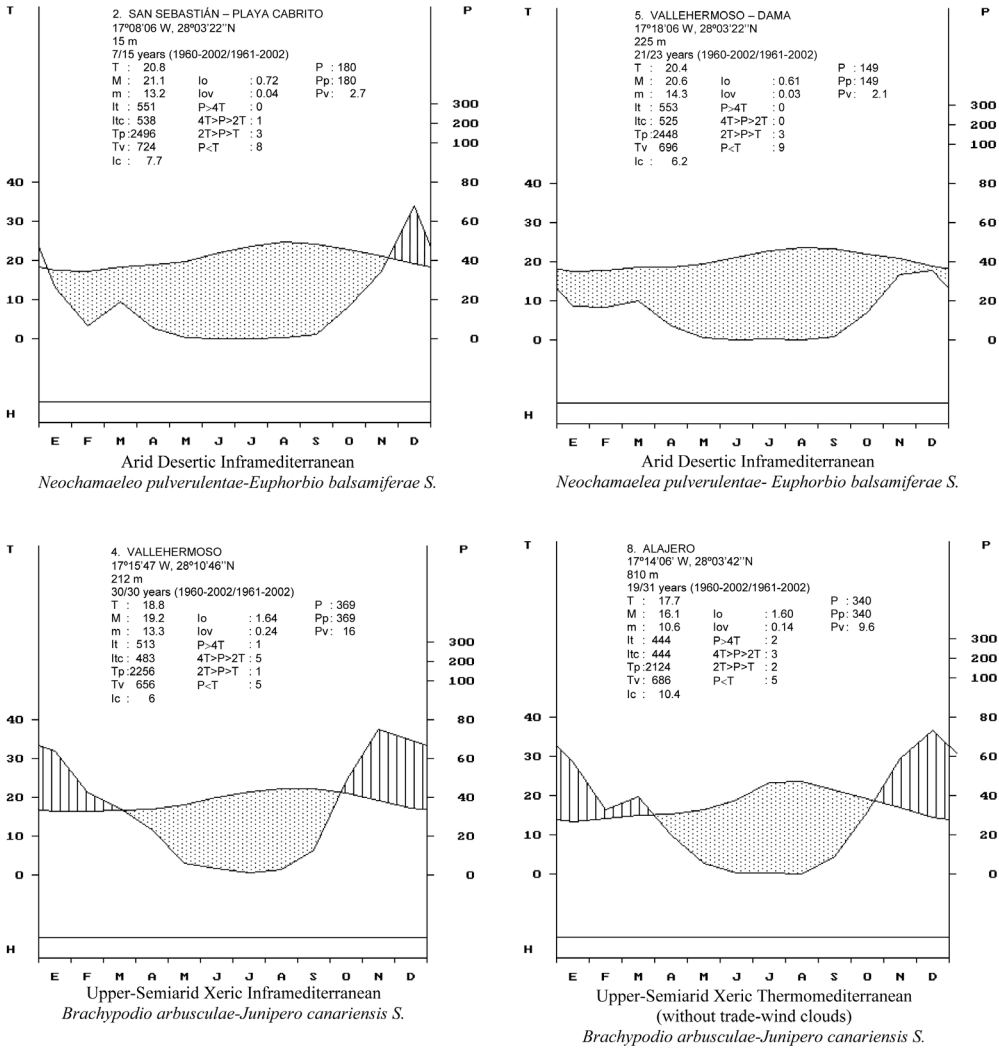 T
P
2. SAN SEBASTIÁN – PLAYA CABRITO
17º08'06 W, 28º03'22''N
15 m
7/15 years (1960-2002/1961-2002)
T : 20.8 P : 180
M : 21.1 Io : 0.72 Pp: 180
m : 13.2 Iov : 0.04 Pv: 2.7
It : 551 P>4T : 0
Itc : 538 4T>P>2T : 1
Tp:2496 2T>P>T : 3
Tv : 724 P<T : 8
Ic : 7.7
300
200
100
40 80
30 60
20 40
10 20
0 0
H
E F M A M J J A S O N D
Arid Desertic Inframediterranean
Neochamaeleo pulverulentae-Euphorbio balsamiferae S.
T
P
5. VALLEHERMOSO – DAMA
17º18'06 W, 28º03'22''N
225 m
21/23 years (1960-2002/1961-2002)
T : 20.4 P : 149
M : 20.6 Io : 0.61 Pp: 149
m : 14.3 Iov : 0.03 Pv: 2.1
It : 553 P>4T : 0
Itc : 525 4T>P>2T : 0
Tp:2448 2T>P>T : 3
Tv 696 P<T : 9
Ic : 6.2
300
200
100
40 80
30 60
20 40
10 20
0 0
H
E F M A M J J A S O N D
Arid Desertic Inframediterranean
Neochamaelea pulverulentae- Euphorbio balsamiferae S.
T
P
4. VALLEHERMOSO
17º15'47 W, 28º10'46''N
212 m
30/30 years (1960-2002/1961-2002)
T : 18.8 P : 369
M : 19.2 Io : 1.64 Pp: 369
m : 13.3 Iov : 0.24 Pv: 16
It : 513 P>4T : 1
Itc : 483 4T>P>2T : 5
Tp:2256 2T>P>T : 1
Tv 656 P<T : 5
Ic : 6
300
200
100
40 80
30 60
20 40
10 20
0 0
H
E F M A M J J A S O N D
Upper-Semiarid Xeric Inframediterranean
Brachypodio arbusculae-Junipero canariensis S.
T
P
8. ALAJERO
17º14'06' W, 28º03'42''N
810 m
19/31 years (1960-2002/1961-2002)
T : 17.7 P : 340
M : 16.1 Io : 1.60 Pp: 340
m : 10.6 Iov : 0.14 Pv: 9.6
It : 444 P>4T : 2
Itc : 444 4T>P>2T : 3
Tp: 2124 2T>P>T : 2
Tv : 686 P<T : 5
Ic : 10.4
300
200
100
40 80
30 60
20 40
10 20
0 0
H
E F M A M J J A S O N D
Upper-Semiarid Xeric Thermomediterranean
(without trade-wind clouds)
Brachypodio arbusculae-Junipero canariensis S.